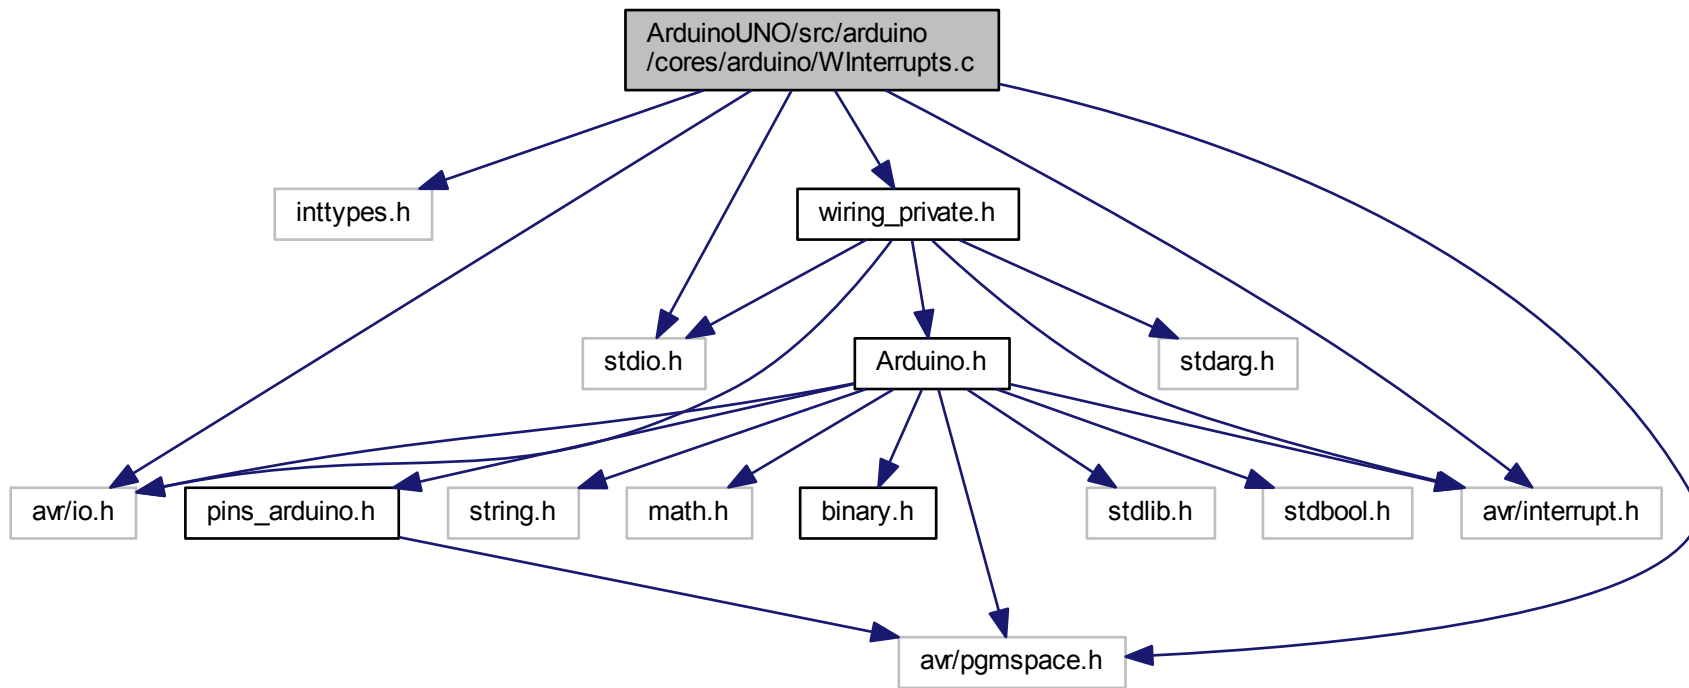 ArduinoUNO/src/arduino
/cores/arduino/WInterrupts.c
inttypes.h
wiring_private.h
stdio.h
Arduino.h
stdarg.h
avr/io.h
pins_arduino.h
string.h
math.h
binary.h
stdlib.h
stdbool.h
avr/interrupt.h
avr/pgmspace.h